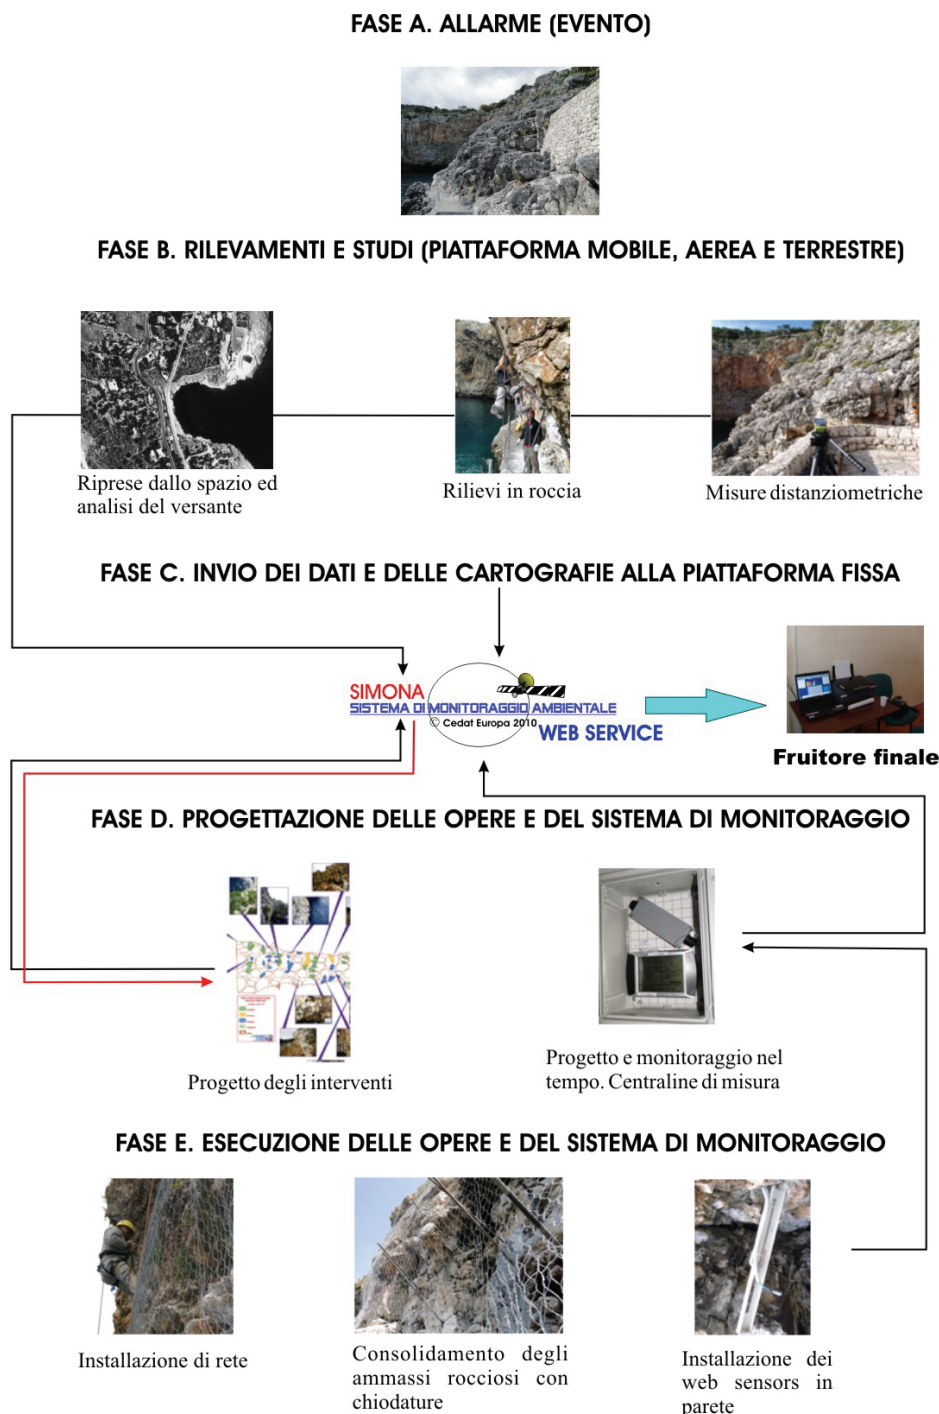 FASE A. ALLARME (EVENTO)
FASE B. RILEVAMENTI E STUDI (PIATTAFORMA MOBILE, AEREA E TERRESTRE)
Riprese dallo spazio ed
analisi del versante
Rilievi in roccia
Misure distanziometriche
FASE C. INVIO DEI DATI E DELLE CARTOGRAFIE ALLA PIATTAFORMA FISSA
SIMONA
SISTEMA DI MONITORAGGIO AMBIENTALE
© Cedat Europa 2010
WEB SERVICE
Fruitore finale
FASE D. PROGETTAZIONE DELLE OPERE E DEL SISTEMA DI MONITORAGGIO
Progetto degli interventi
Progetto e monitoraggio nel
tempo. Centraline di misura
FASE E. ESECUZIONE DELLE OPERE E DEL SISTEMA DI MONITORAGGIO
Installazione di rete
Consolidamento degli
ammassi rocciosi con
chiodature
Installazione dei
web sensors in
parete